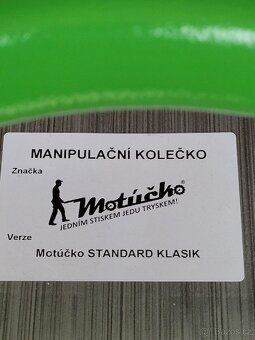 MANIPULAČNÍ KOLEČKO
Značka
Motúčko®
JEDNÍM STISKEM JEDU TRYSKEM!
Verze
Motúčko STANDARD KLASIK